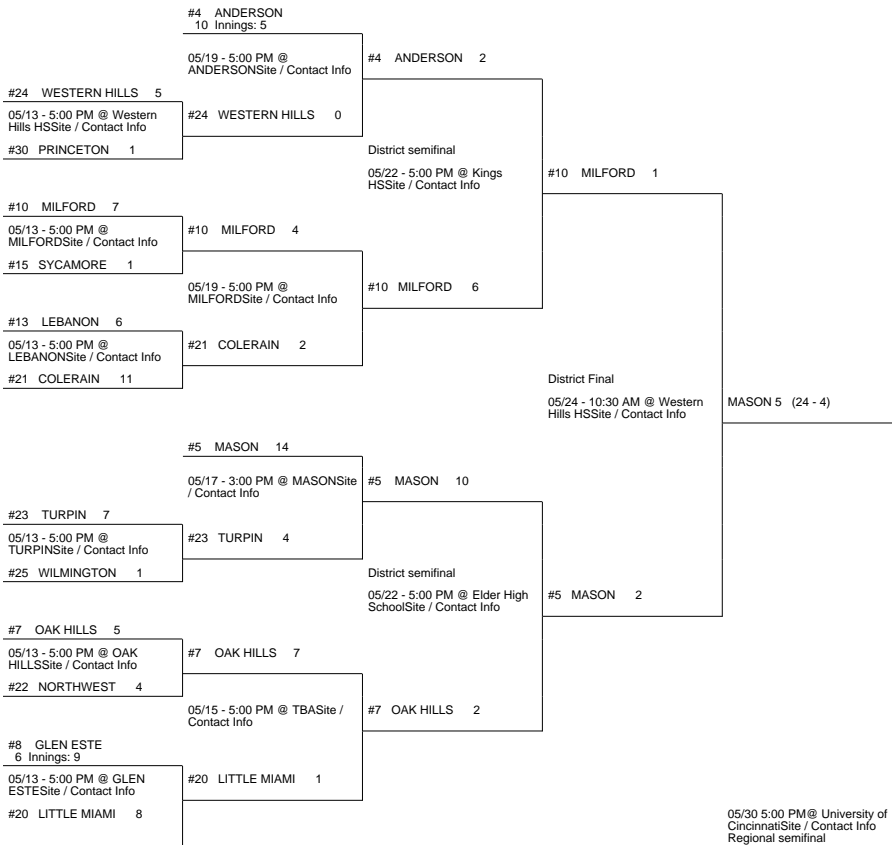 #4 ANDERSON
10 Innings: 5
05/19 - 5:00 PM @
ANDERSONSite / Contact Info
#4 ANDERSON 2
#24 WESTERN HILLS 5
05/13 - 5:00 PM @ Western
Hills HSSite / Contact Info
#24 WESTERN HILLS 0
#30 PRINCETON 1
District semifinal
05/22 - 5:00 PM @ Kings
HSSite / Contact Info
#10 MILFORD 1
#10 MILFORD 7
05/13 - 5:00 PM @
MILFORDSite / Contact Info
#10 MILFORD 4
#15 SYCAMORE 1
05/19 - 5:00 PM @
MILFORDSite / Contact Info
#10 MILFORD 6
#13 LEBANON 6
05/13 - 5:00 PM @
LEBANONSite / Contact Info
#21 COLERAIN 2
#21 COLERAIN 11
District Final
05/24 - 10:30 AM @ Western
Hills HSSite / Contact Info
MASON 5 (24 - 4)
#5 MASON 14
05/17 - 3:00 PM @ MASONSite
/ Contact Info
#5 MASON 10
#23 TURPIN 7
05/13 - 5:00 PM @
TURPINSite / Contact Info
#23 TURPIN 4
#25 WILMINGTON 1
District semifinal
05/22 - 5:00 PM @ Elder High
SchoolSite / Contact Info
#5 MASON 2
#7 OAK HILLS 5
05/13 - 5:00 PM @ OAK
HILLSSite / Contact Info
#7 OAK HILLS 7
#22 NORTHWEST 4
05/15 - 5:00 PM @ TBASite /
Contact Info
#7 OAK HILLS 2
#8 GLEN ESTE
6 Innings: 9
05/13 - 5:00 PM @ GLEN
ESTESite / Contact Info
#20 LITTLE MIAMI 1
#20 LITTLE MIAMI 8
05/30 5:00 PM@ University of
CincinnatiSite / Contact Info
Regional semifinal